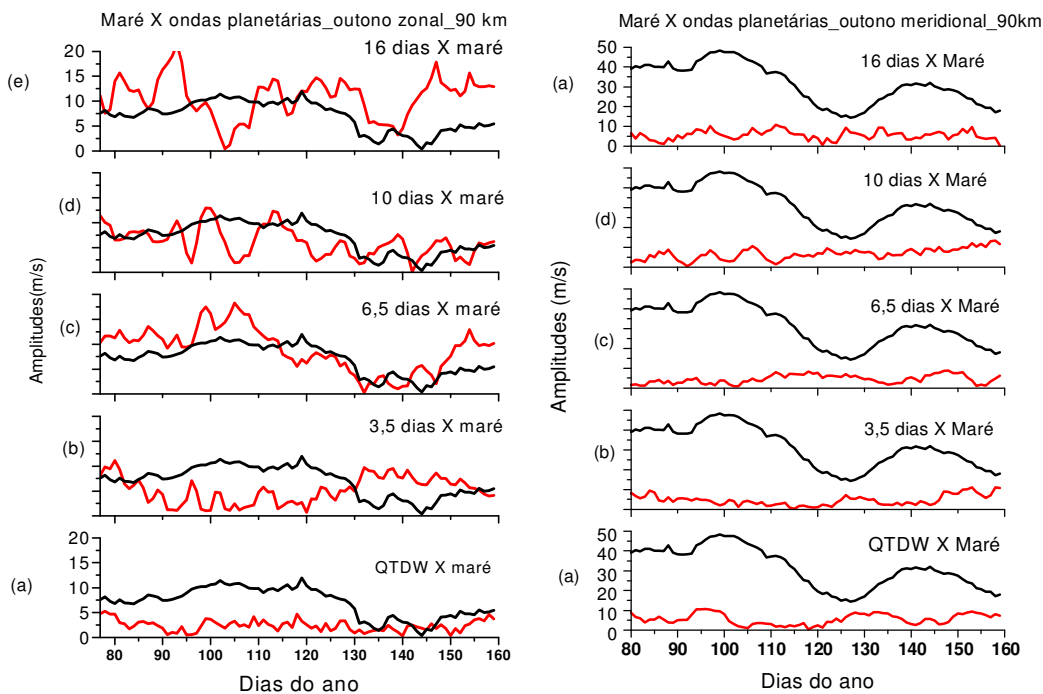 Maré X ondas planetárias_outono zonal_90 km
16 dias X maré
(e)
20
15
10
5
0
10 dias X maré
(d)
6,5 dias X maré
(c)
3,5 dias X maré
(b)
QTDW X maré
(a)
20
15
10
5
0
80 90 100 110 120 130 140 150 160
Dias do ano
Amplitudes(m/s)
Maré X ondas planetárias_outono meridional_90km
16 dias X Maré
(a)
50
40
30
20
10
0
10 dias X Maré
(d)
6,5 dias X Maré
(c)
3,5 dias X Maré
(b)
QTDW X Maré
(a)
50
40
30
20
10
0
80 90 100 110 120 130 140 150 160
Dias do ano
Amplitudes (m/s)